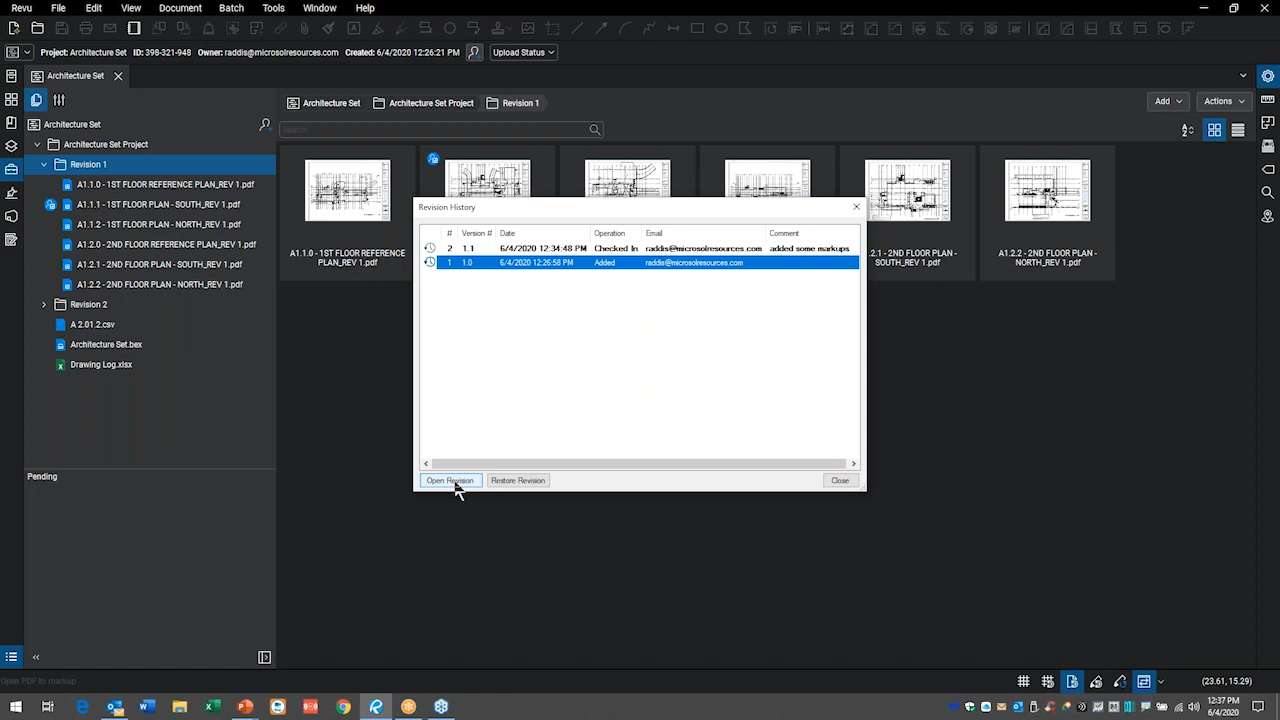 Revu File Edit View Document Batch Tools Window Help
Project: Architecture Set ID: 398-321-948 Owner: raddis@microsolresources.com Created: 6/4/2020 12:26:21 PM Upload Status
Architecture Set
Architecture Set Architecture Set Project Revision 1 Add Actions
Architecture Set
Search
Architecture Set Project
Revision 1
A1.1.0 - 1ST FLOOR REFERENCE PLAN_REV 1.pdf
A1.1.1 - 1ST FLOOR PLAN - SOUTH_REV 1.pdf
A1.1.2 - 1ST FLOOR PLAN - NORTH_REV 1.pdf
A1.2.0 - 2ND FLOOR REFERENCE PLAN_REV 1.pdf
A1.2.1 - 2ND FLOOR PLAN - SOUTH_REV 1.pdf
A1.2.2 - 2ND FLOOR PLAN - NORTH_REV 1.pdf
Revision 2
A 2.01.2.csv
Architecture Set.bex
Drawing Log.xlsx
Pending
A1.1.0 - 1ST FLOOR REFERENCE
PLAN_REV 1.pdf
.2.1 - 2ND FLOOR PLAN -
SOUTH_REV 1.pdf
A1.2.2 - 2ND FLOOR PLAN -
NORTH_REV 1.pdf
Revision History
# Version # Date Operation Email Comment
2 1.1 6/4/2020 12:34:48 PM Checked In raddis@microsolresources.com added some markups
1 1.0 6/4/2020 12:26:58 PM Added raddis@microsolresources.com
Open Revision Restore Revision Close
Open PDF to markup
(23.61, 15.29)
12:37 PM
6/4/2020